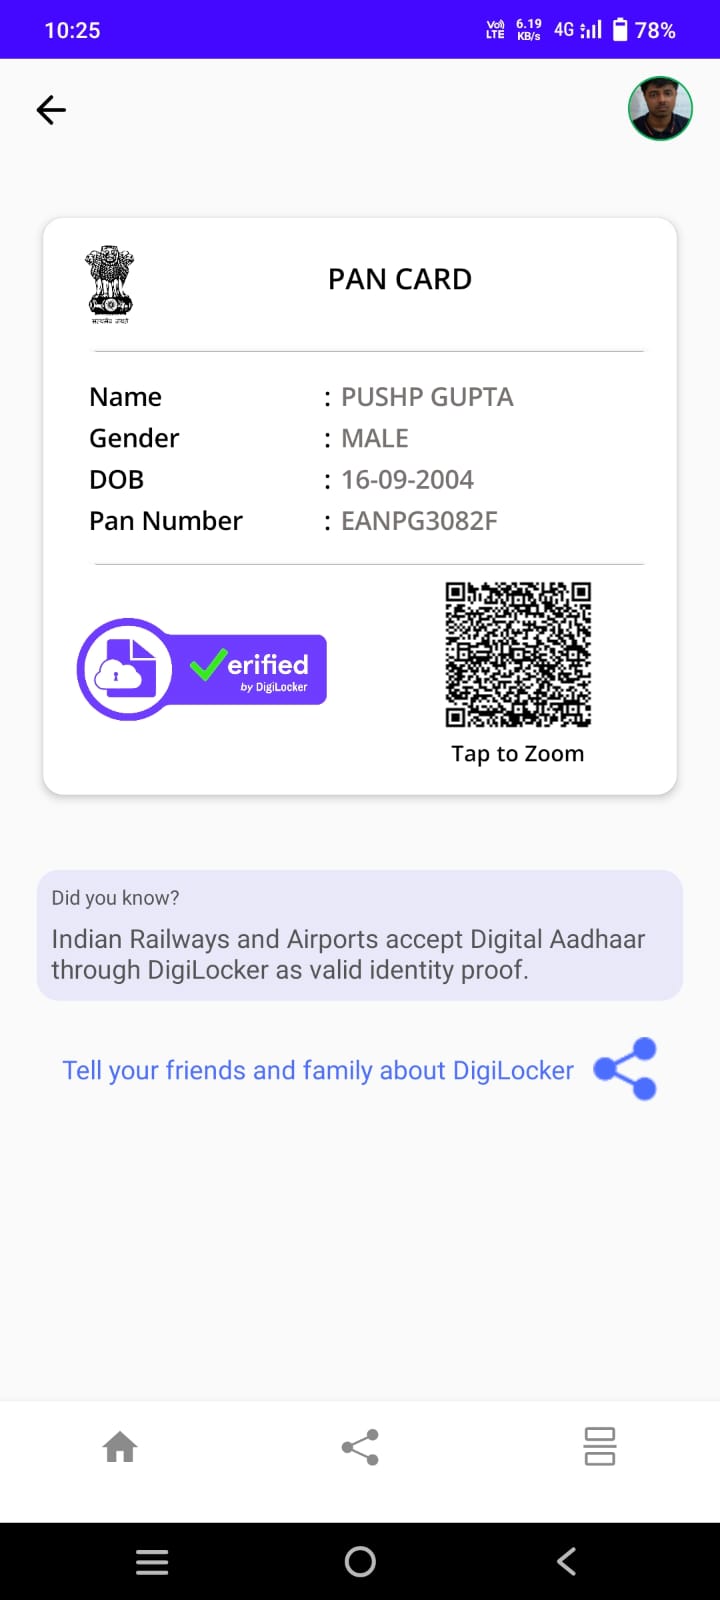 10:25 Vo) LTE 6.19 KB/s 4G 78%
PAN CARD
सत्यमेव जयते
Name : PUSHP GUPTA
Gender : MALE
DOB : 16-09-2004
Pan Number : EANPG3082F
erified
by DigiLocker
Tap to Zoom
Did you know?
Indian Railways and Airports accept Digital Aadhaar
through DigiLocker as valid identity proof.
Tell your friends and family about DigiLocker